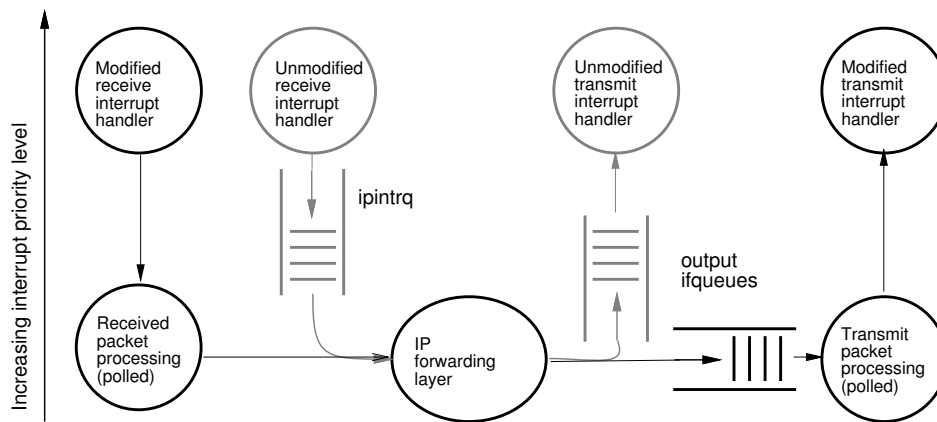 Increasing interrupt priority level
Modified
receive
interrupt
handler
Unmodified
receive
interrupt
handler
Unmodified
transmit
interrupt
handler
Modified
transmit
interrupt
handler
ipintrq
output
ifqueues
Received
packet
processing
(polled)
IP
forwarding
layer
Transmit
packet
processing
(polled)